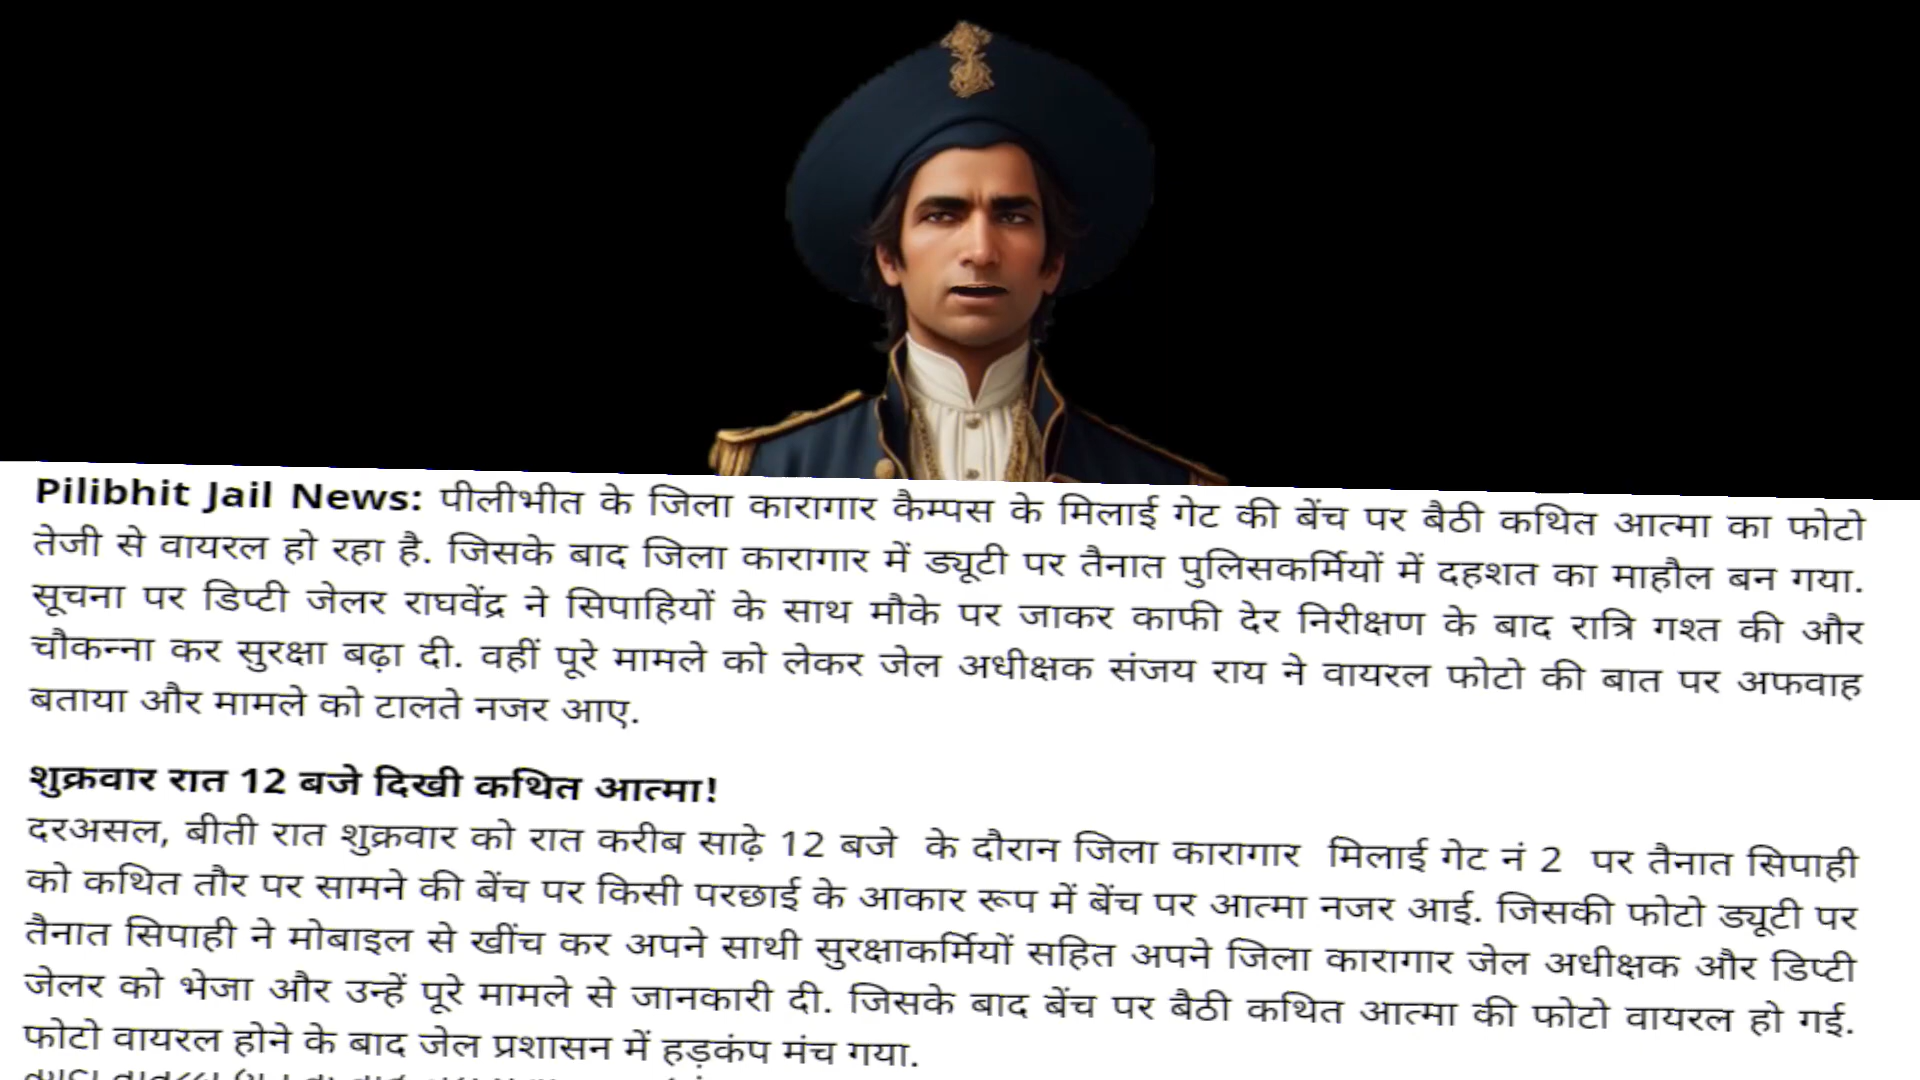 Pilibhit Jail News: पीलीभीत के जिला कारागार कैम्पस के मिलाई गेट की बेंच पर बैठी कथित आत्मा का फोटो
तेजी से वायरल हो रहा है. जिसके बाद जिला कारागार में ड्यूटी पर तैनात पुलिसकर्मियों में दहशत का माहौल बन गया.
सूचना पर डिप्टी जेलर राघवेंद्र ने सिपाहियों के साथ मौके पर जाकर काफी देर निरीक्षण के बाद रात्रि गश्त की और
चौकन्ना कर सुरक्षा बढ़ा दी. वहीं पूरे मामले को लेकर जेल अधीक्षक संजय राय ने वायरल फोटो की बात पर अफवाह
बताया और मामले को टालते नजर आए.
शुक्रवार रात 12 बजे दिखी कथित आत्मा!
दरअसल, बीती रात शुक्रवार को रात करीब साढ़े 12 बजे के दौरान जिला कारागार मिलाई गेट नं 2 पर तैनात सिपाही
को कथित तौर पर सामने की बेंच पर किसी परछाई के आकार रूप में बेंच पर आत्मा नजर आई. जिसकी फोटो ड्यूटी पर
तैनात सिपाही ने मोबाइल से खींच कर अपने साथी सुरक्षाकर्मियों सहित अपने जिला कारागार जेल अधीक्षक और डिप्टी
जेलर को भेजा और उन्हें पूरे मामले से जानकारी दी. जिसके बाद बेंच पर बैठी कथित आत्मा की फोटो वायरल हो गई.
फोटो वायरल होने के बाद जेल प्रशासन में हड़कंप मंच गया.